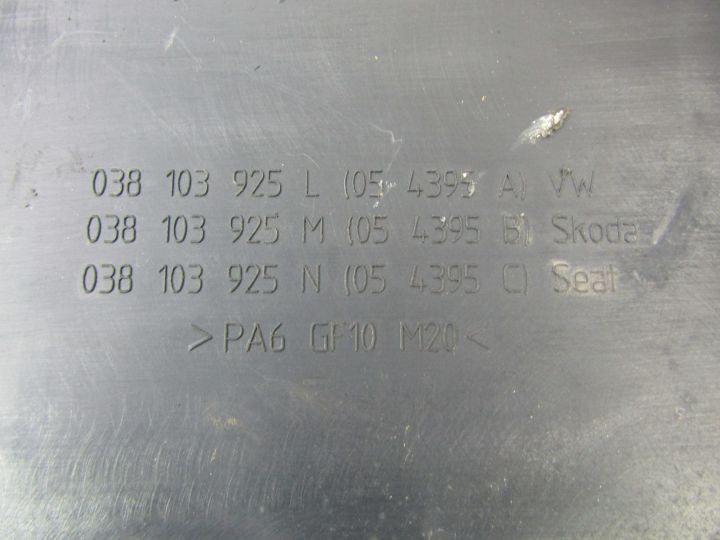 038 103 925 L (05 4395 A) VW
038 103 925 M (05 4395 B) Skoda
038 103 925 N (05 4395 C) Seat
>PA6 GF10 M20<